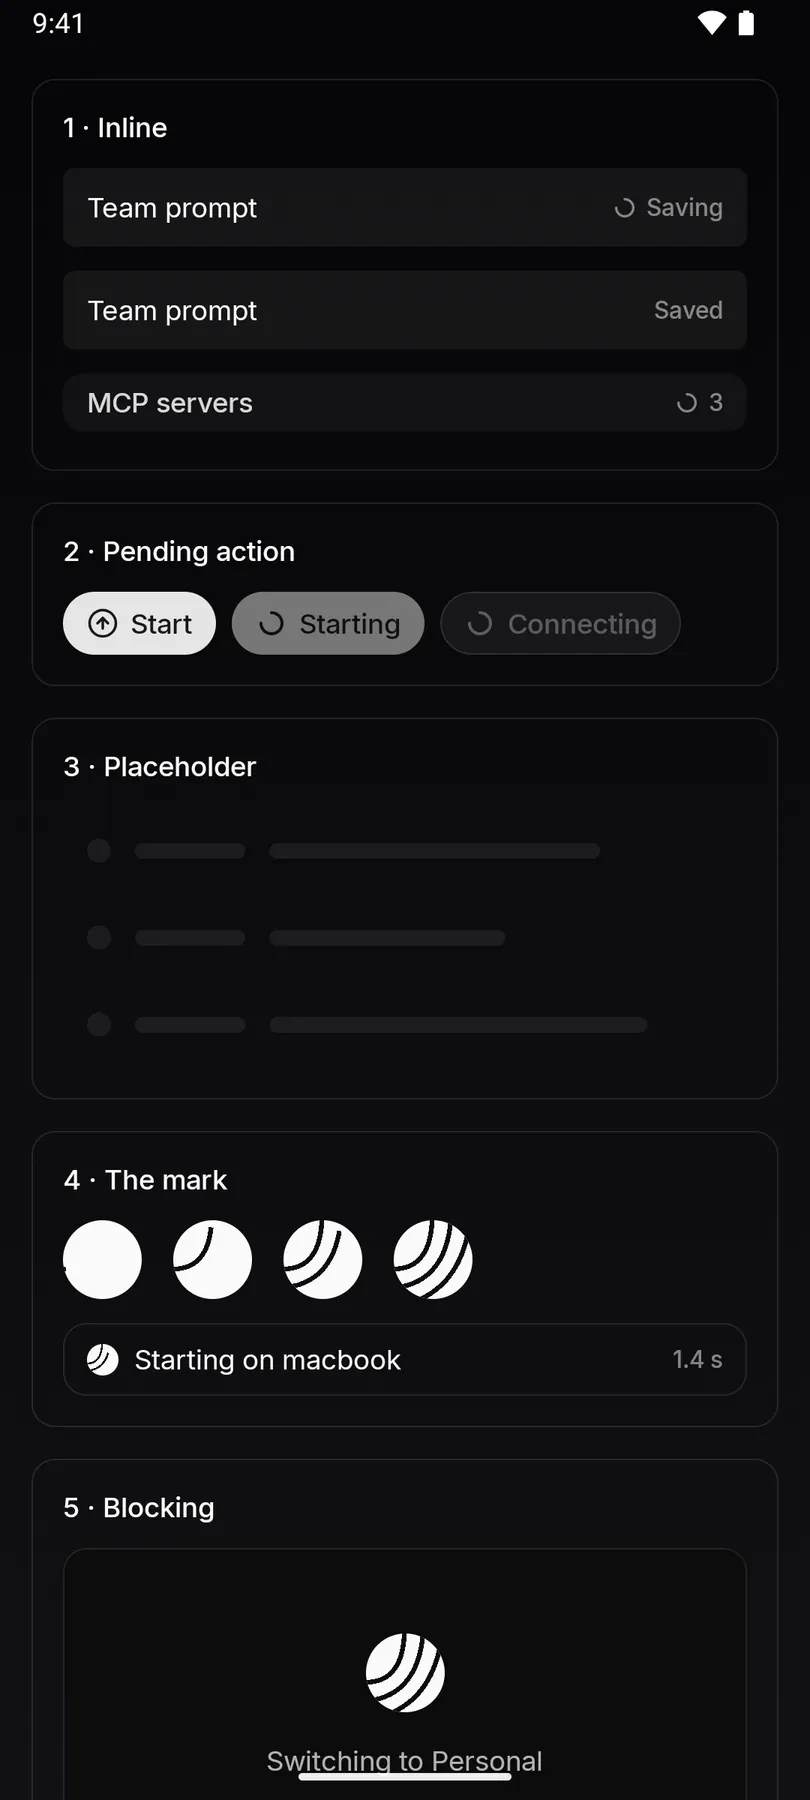 9:41
1 · Inline
Team prompt Saving
Team prompt Saved
MCP servers 3
2 · Pending action
Start Starting Connecting
3 · Placeholder
4 · The mark
Starting on macbook 1.4 s
5 · Blocking
Switching to Personal